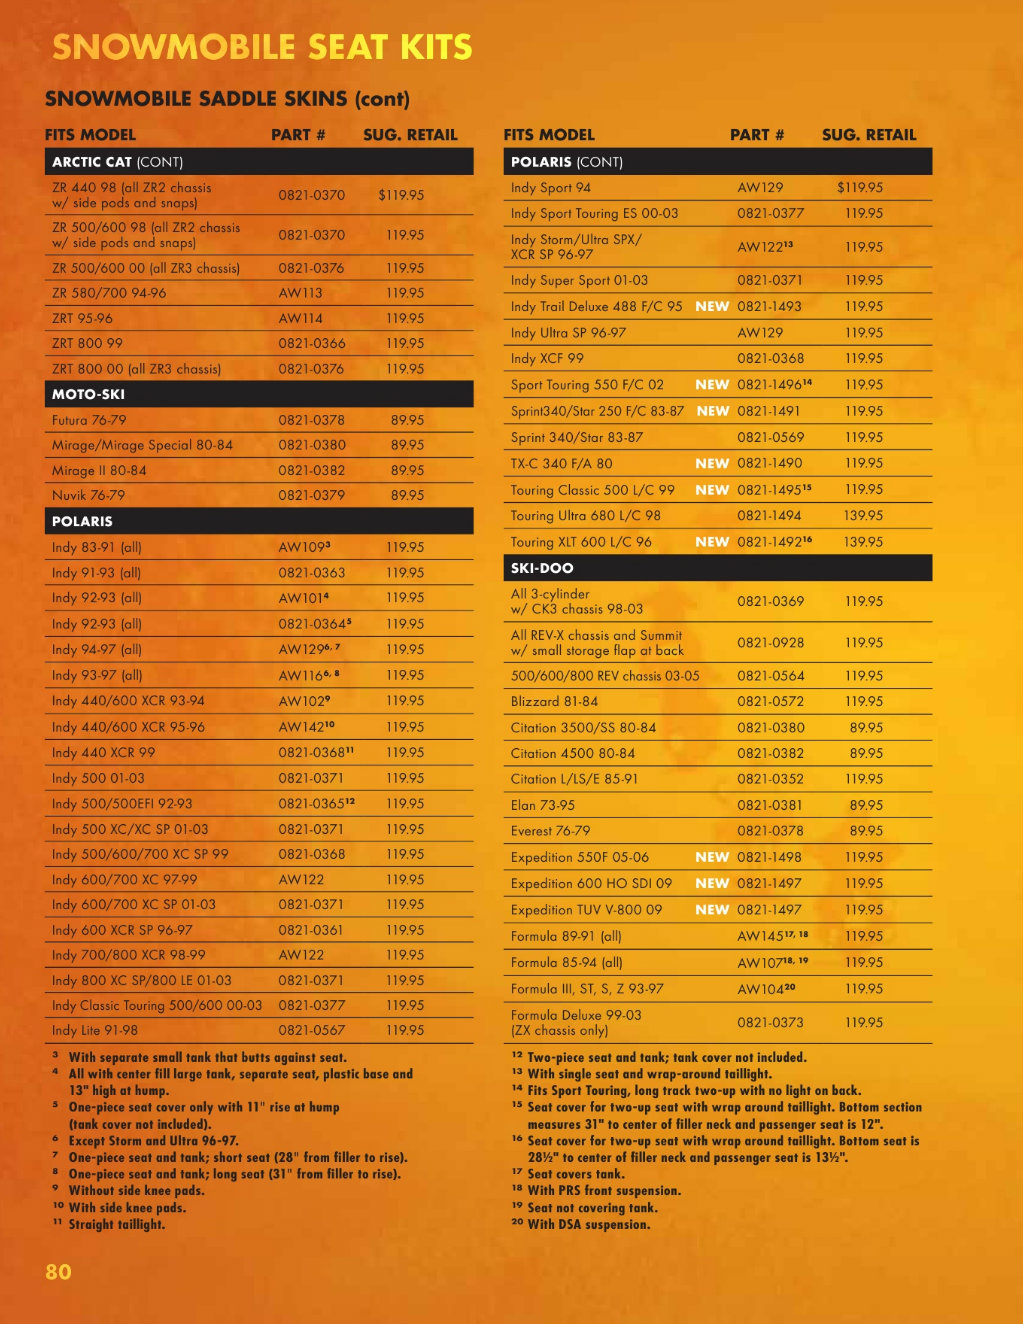 SNOWMOBILE SEAT KITS
SNOWMOBILE SADDLE SKINS (cont)
FITS MODEL PART # SUG. RETAIL
ARCTIC CAT (CONT)
ZR 440 98 (all ZR2 chassis
w/ side pods and snaps) 0821-0370 $119.95
ZR 500/600 98 (all ZR2 chassis
w/ side pods and snaps) 0821-0370 119.95
ZR 500/600 00 (all ZR3 chassis) 0821-0376 119.95
ZR 580/700 94-96 AW113 119.95
ZRT 95-96 AW114 119.95
ZRT 800 99 0821-0366 119.95
ZRT 800 00 (all ZR3 chassis) 0821-0376 119.95
MOTO-SKI
Futura 76-79 0821-0378 89.95
Mirage/Mirage Special 80-84 0821-0380 89.95
Mirage II 80-84 0821-0382 89.95
Nuvik 76-79 0821-0379 89.95
POLARIS
Indy 83-91 (all) AW109³ 119.95
Indy 91-93 (all) 0821-0363 119.95
Indy 92-93 (all) AW101⁴ 119.95
Indy 92-93 (all) 0821-0364⁵ 119.95
Indy 94-97 (all) AW129⁶, ⁷ 119.95
Indy 93-97 (all) AW116⁶, ⁸ 119.95
Indy 440/600 XCR 93-94 AW102⁹ 119.95
Indy 440/600 XCR 95-96 AW142¹⁰ 119.95
Indy 440 XCR 99 0821-0368¹¹ 119.95
Indy 500 01-03 0821-0371 119.95
Indy 500/500EFI 92-93 0821-0365¹² 119.95
Indy 500 XC/XC SP 01-03 0821-0371 119.95
Indy 500/600/700 XC SP 99 0821-0368 119.95
Indy 600/700 XC 97-99 AW122 119.95
Indy 600/700 XC SP 01-03 0821-0371 119.95
Indy 600 XCR SP 96-97 0821-0361 119.95
Indy 700/800 XCR 98-99 AW122 119.95
Indy 800 XC SP/800 LE 01-03 0821-0371 119.95
Indy Classic Touring 500/600 00-03 0821-0377 119.95
Indy Lite 91-98 0821-0567 119.95
³ With separate small tank that butts against seat.
⁴ All with center fill large tank, separate seat, plastic base and
13" high at hump.
⁵ One-piece seat cover only with 11" rise at hump
(tank cover not included).
⁶ Except Storm and Ultra 96-97.
⁷ One-piece seat and tank; short seat (28" from filler to rise).
⁸ One-piece seat and tank; long seat (31" from filler to rise).
⁹ Without side knee pads.
¹⁰ With side knee pads.
¹¹ Straight taillight.
FITS MODEL PART # SUG. RETAIL
POLARIS (CONT)
Indy Sport 94 AW129 $119.95
Indy Sport Touring ES 00-03 0821-0377 119.95
Indy Storm/Ultra SPX/
XCR SP 96-97 AW122¹³ 119.95
Indy Super Sport 01-03 0821-0371 119.95
Indy Trail Deluxe 488 F/C 95 NEW 0821-1493 119.95
Indy Ultra SP 96-97 AW129 119.95
Indy XCF 99 0821-0368 119.95
Sport Touring 550 F/C 02 NEW 0821-1496¹⁴ 119.95
Sprint340/Star 250 F/C 83-87 NEW 0821-1491 119.95
Sprint 340/Star 83-87 0821-0569 119.95
TX-C 340 F/A 80 NEW 0821-1490 119.95
Touring Classic 500 L/C 99 NEW 0821-1495¹⁵ 119.95
Touring Ultra 680 L/C 98 0821-1494 139.95
Touring XLT 600 L/C 96 NEW 0821-1492¹⁶ 139.95
SKI-DOO
All 3-cylinder
w/ CK3 chassis 98-03 0821-0369 119.95
All REV-X chassis and Summit
w/ small storage flap at back 0821-0928 119.95
500/600/800 REV chassis 03-05 0821-0564 119.95
Blizzard 81-84 0821-0572 119.95
Citation 3500/SS 80-84 0821-0380 89.95
Citation 4500 80-84 0821-0382 89.95
Citation L/LS/E 85-91 0821-0352 119.95
Elan 73-95 0821-0381 89.95
Everest 76-79 0821-0378 89.95
Expedition 550F 05-06 NEW 0821-1498 119.95
Expedition 600 HO SDI 09 NEW 0821-1497 119.95
Expedition TUV V-800 09 NEW 0821-1497 119.95
Formula 89-91 (all) AW145¹⁷, ¹⁸ 119.95
Formula 85-94 (all) AW107¹⁸, ¹⁹ 119.95
Formula III, ST, S, Z 93-97 AW104²⁰ 119.95
Formula Deluxe 99-03
(ZX chassis only) 0821-0373 119.95
¹² Two-piece seat and tank; tank cover not included.
¹³ With single seat and wrap-around taillight.
¹⁴ Fits Sport Touring, long track two-up with no light on back.
¹⁵ Seat cover for two-up seat with wrap around taillight. Bottom section
measures 31" to center of filler neck and passenger seat is 12".
¹⁶ Seat cover for two-up seat with wrap around taillight. Bottom seat is
28½" to center of filler neck and passenger seat is 13½".
¹⁷ Seat covers tank.
¹⁸ With PRS front suspension.
¹⁹ Seat not covering tank.
²⁰ With DSA suspension.
80